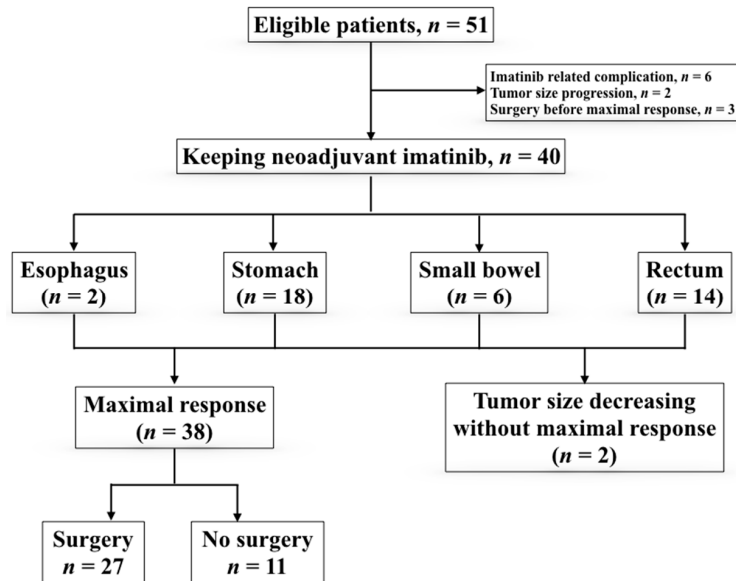 Eligible patients, n = 51
Imatinib related complication, n = 6
Tumor size progression, n = 2
Surgery before maximal response, n = 3
Keeping neoadjuvant imatinib, n = 40
Esophagus
(n = 2)
Stomach
(n = 18)
Small bowel
(n = 6)
Rectum
(n = 14)
Maximal response
(n = 38)
Tumor size decreasing
without maximal response
(n = 2)
Surgery
n = 27
No surgery
n = 11